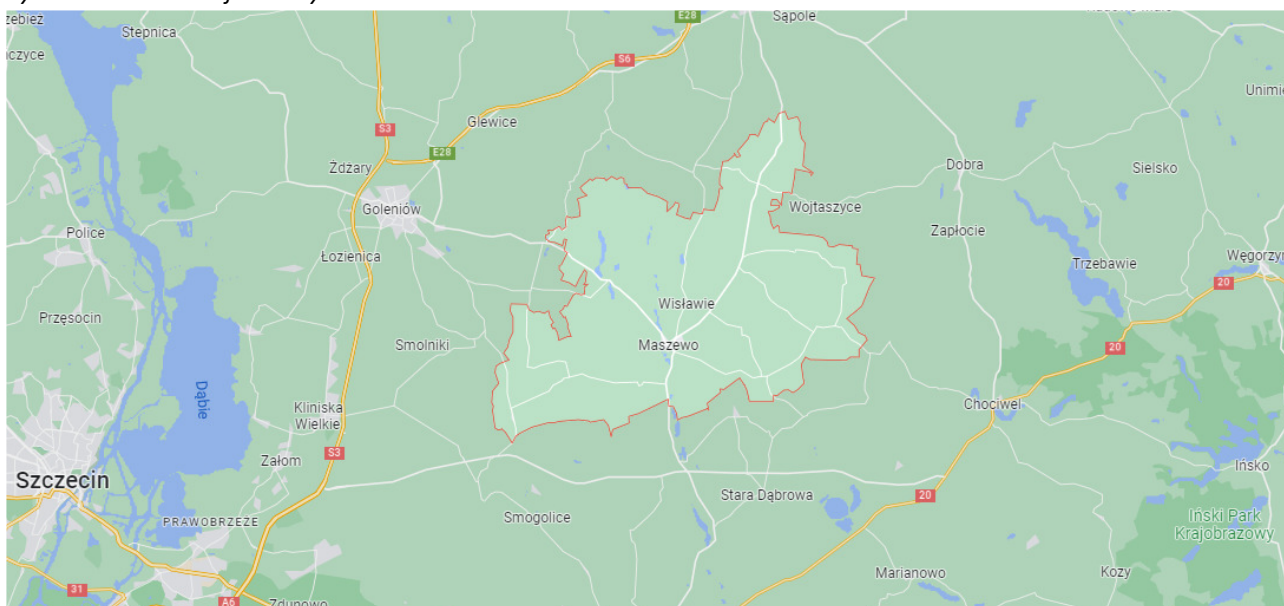 E28
Sąpole
Stepnica
S6
Unimie
Glewice
S3
E28
Żdżary
Dobra
Sielsko
Goleniów
Wojtaszyce
Police
Zapłocie
Łozienica
Trzebawie
Węgorzyn
20
Wisławie
Przęsocin
Smolniki
Maszewo
20
Dąbie
Kliniska
Wielkie
Chociwel
Załom
S3
Ińsko
Szczecin
20
Stara Dąbrowa
PRAWOBRZEŻE
Smogolice
Iński Park
Krajobrazowy
Marianowo
Kozy
31
A6
Zdunowo